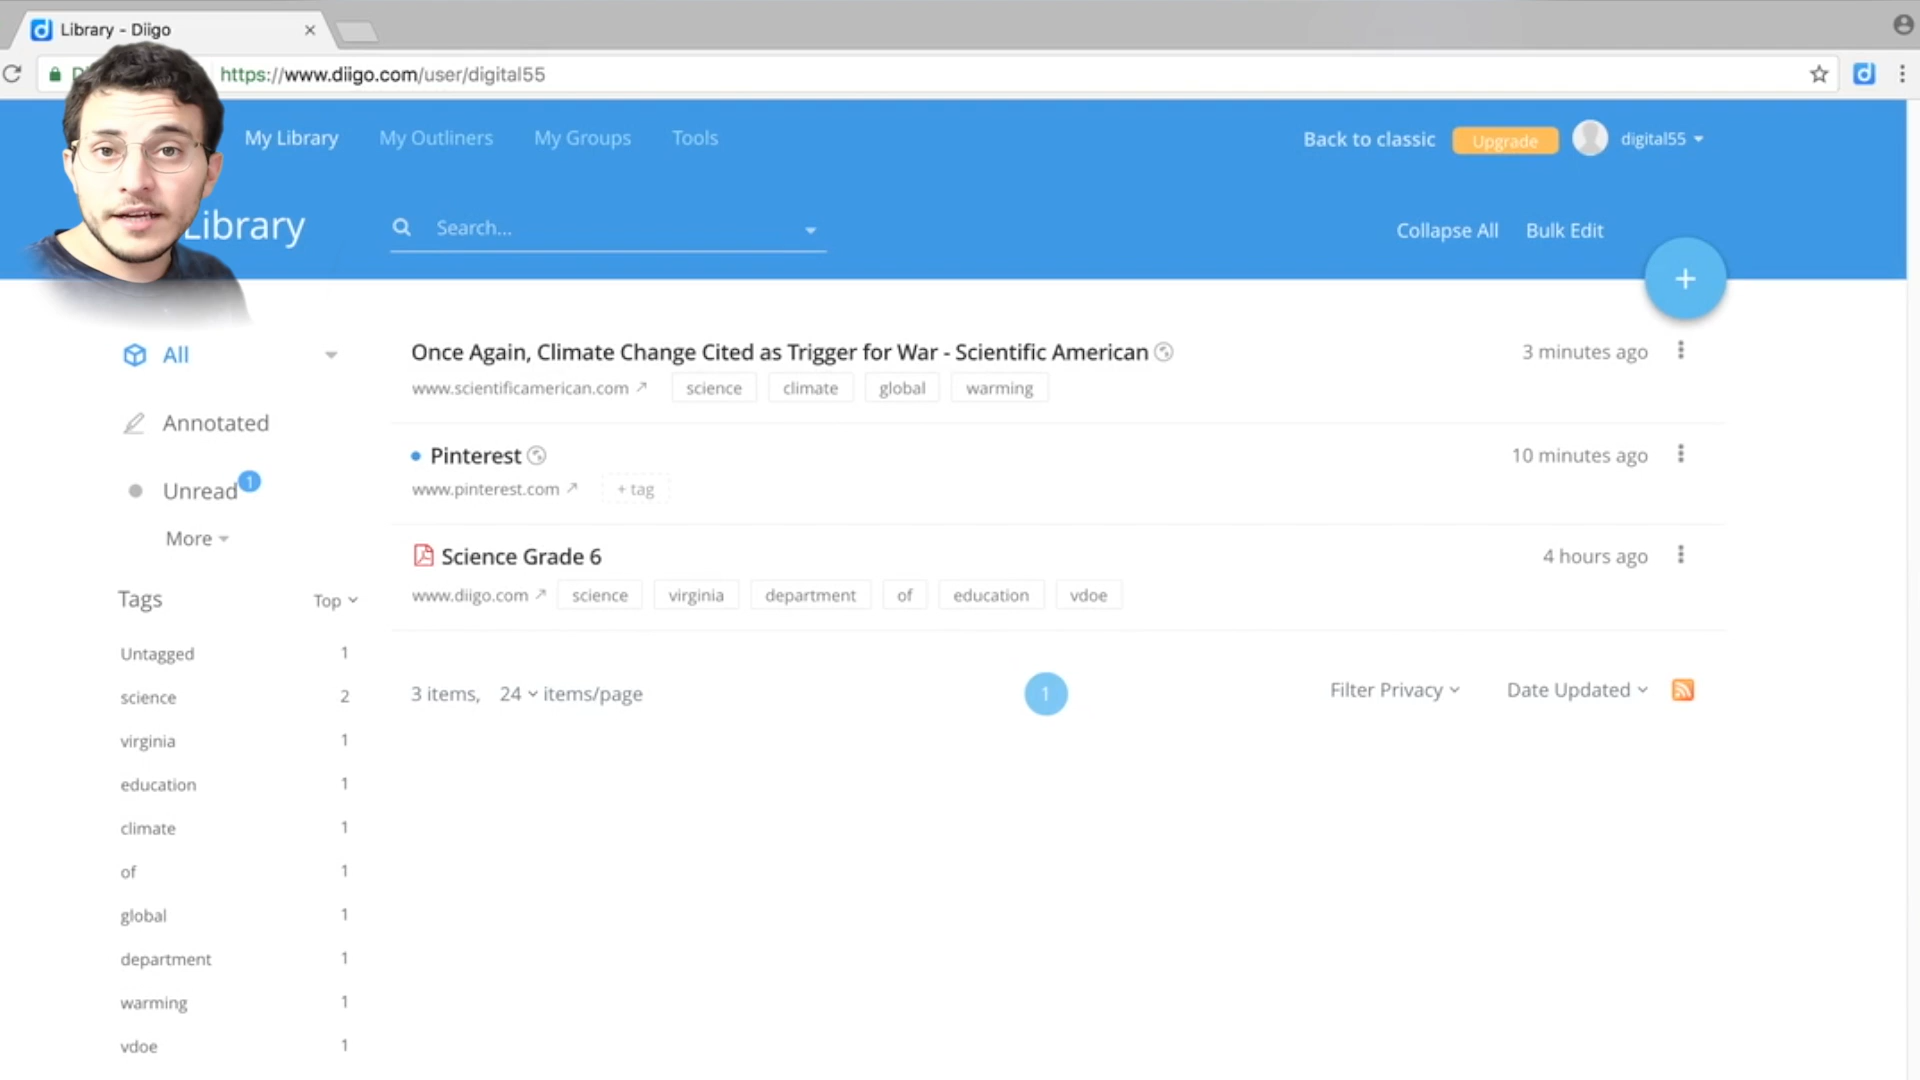 Library - Diigo
https://www.diigo.com/user/digital55
My Library My Outliners My Groups Tools Back to classic Upgrade digital55
Library Search... Collapse All Bulk Edit
+
All
Annotated
Unread 1
More
Tags Top
Untagged 1
science 2
virginia 1
education 1
climate 1
of 1
global 1
department 1
warming 1
vdoe 1
Once Again, Climate Change Cited as Trigger for War - Scientific American 3 minutes ago
www.scientificamerican.com science climate global warming
Pinterest 10 minutes ago
www.pinterest.com + tag
Science Grade 6 4 hours ago
www.diigo.com science virginia department of education vdoe
3 items, 24 items/page 1 Filter Privacy Date Updated